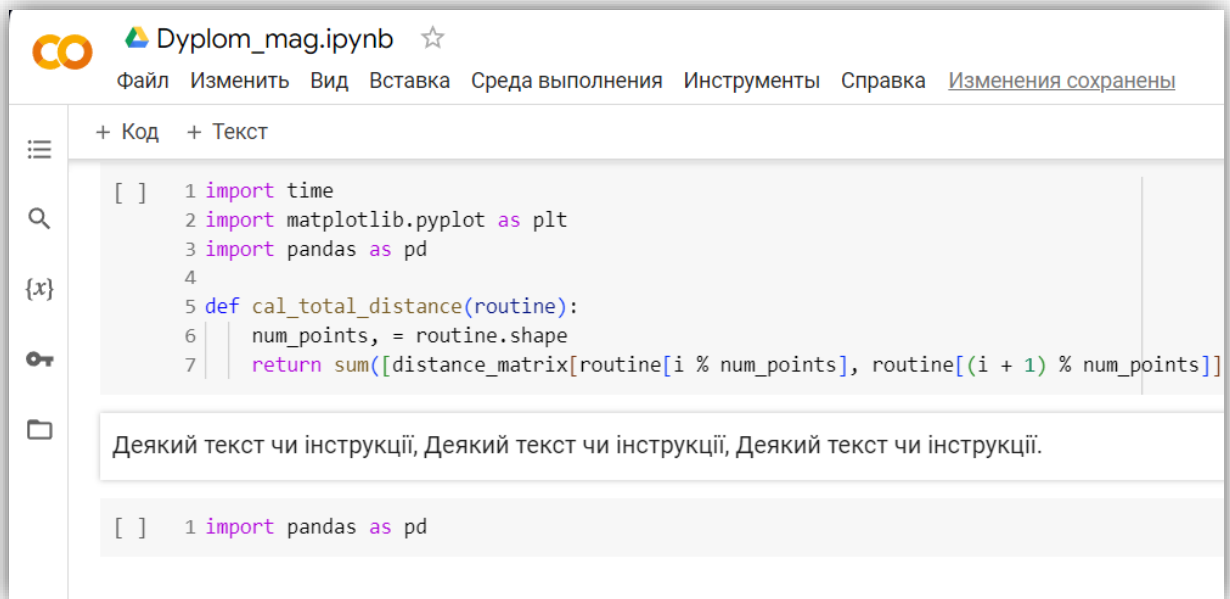 Dyplom_mag.ipynb
Файл Изменить Вид Вставка Среда выполнения Инструменты Справка Изменения сохранены
+ Код + Текст
[ ] 1 import time
2 import matplotlib.pyplot as plt
3 import pandas as pd
4
5 def cal_total_distance(routine):
6 num_points, = routine.shape
7 return sum([distance_matrix[routine[i % num_points], routine[(i + 1) % num_points]]
{x}
Деякий текст чи інструкції, Деякий текст чи інструкції, Деякий текст чи інструкції.
[ ] 1 import pandas as pd